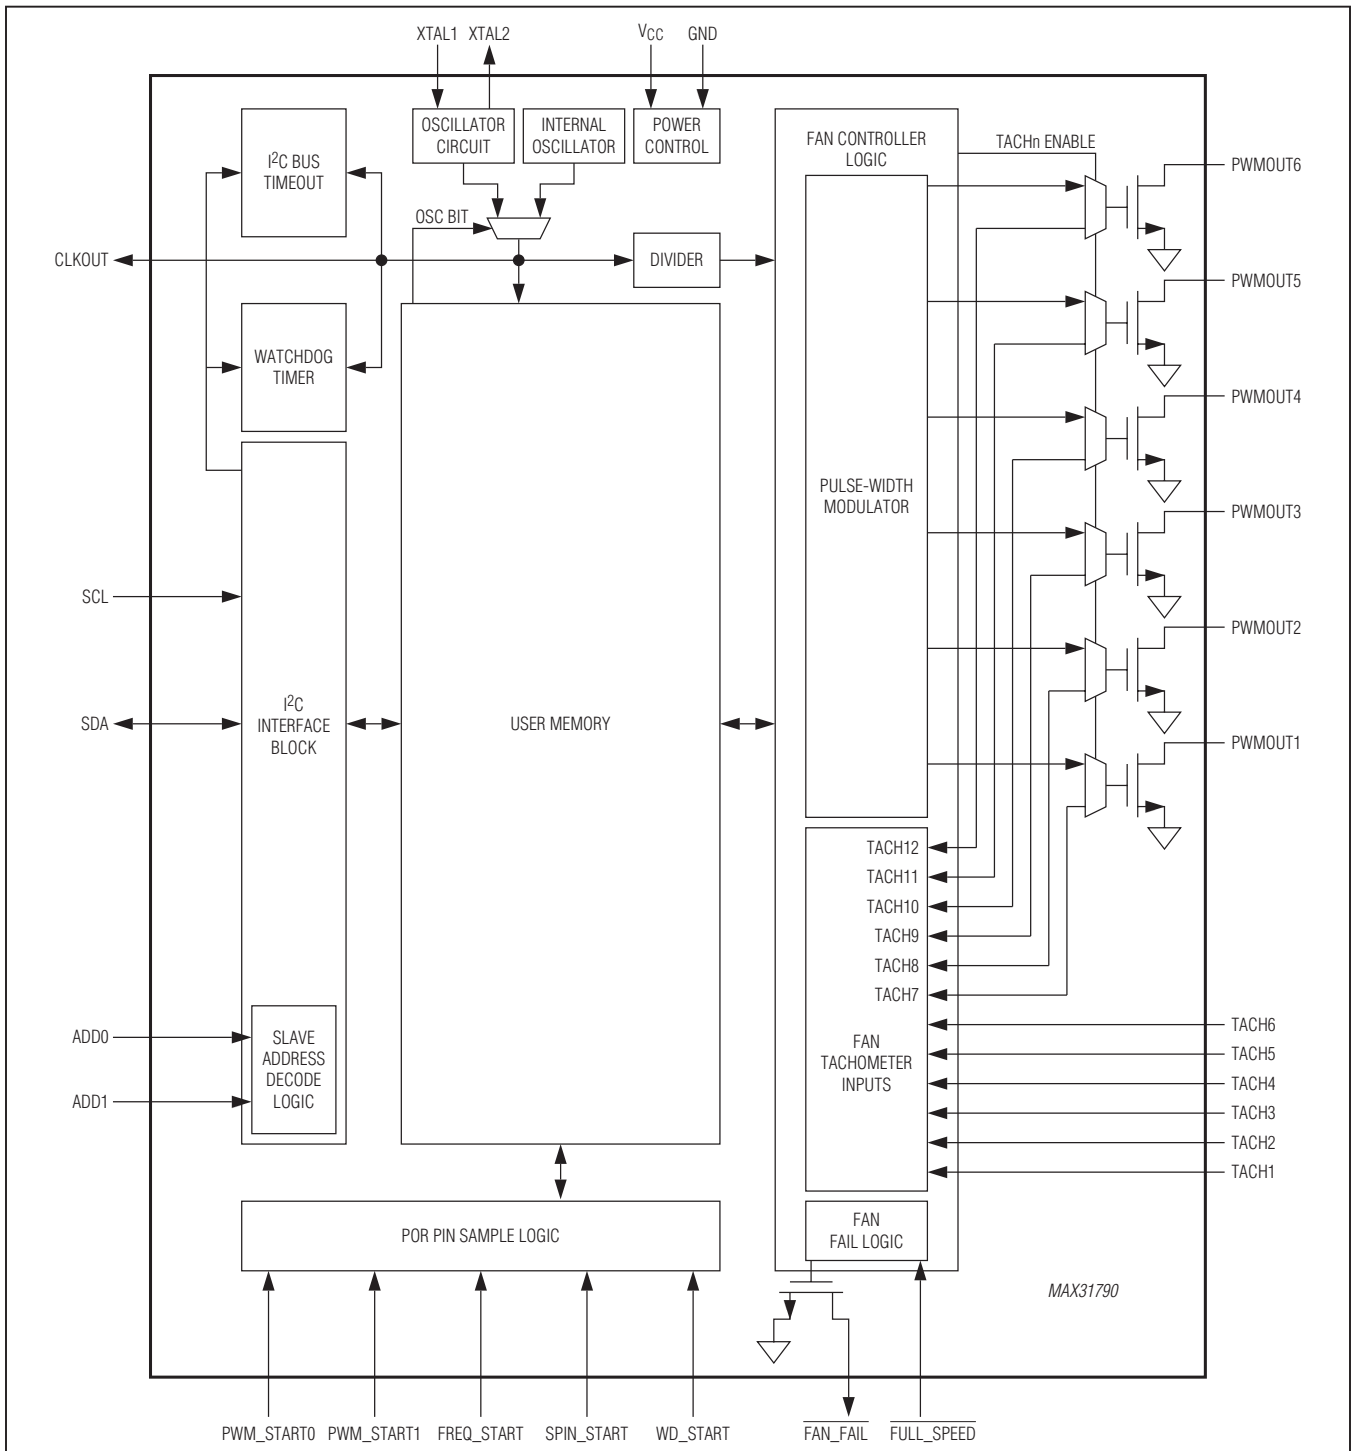 XTAL1 XTAL2
VCC GND
OSCILLATOR
CIRCUIT
INTERNAL
OSCILLATOR
POWER
CONTROL
FAN CONTROLLER
LOGIC
TACHn ENABLE
I2C BUS
TIMEOUT
OSC BIT
CLKOUT
DIVIDER
WATCHDOG
TIMER
PWMOUT6
PWMOUT5
PWMOUT4
PWMOUT3
PWMOUT2
PWMOUT1
PULSE-WIDTH
MODULATOR
SCL
SDA
I2C
INTERFACE
BLOCK
USER MEMORY
TACH12
TACH11
TACH10
TACH9
TACH8
TACH7
FAN
TACHOMETER
INPUTS
TACH6
TACH5
TACH4
TACH3
TACH2
TACH1
ADD0
ADD1
SLAVE
ADDRESS
DECODE
LOGIC
POR PIN SAMPLE LOGIC
FAN
FAIL LOGIC
MAX31790
PWM_START0 PWM_START1 FREQ_START SPIN_START WD_START FAN_FAIL FULL_SPEED